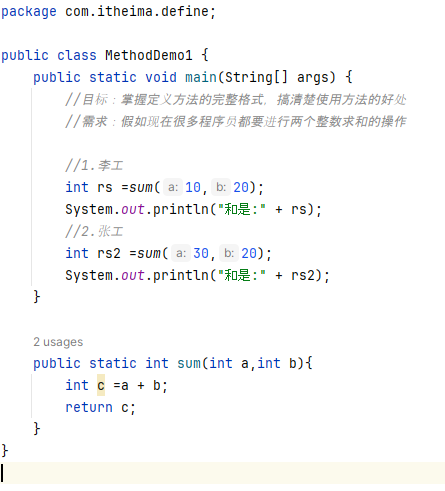 package com.itheima.define;
public class MethodDemo1 {
public static void main(String[] args) {
//目标：掌握定义方法的完整格式，搞清楚使用方法的好处
//需求：假如现在很多程序员都要进行两个整数求和的操作
//1.李工
int rs =sum( a: 10, b: 20);
System.out.println("和是:" + rs);
//2.张工
int rs2 =sum( a: 30, b: 20);
System.out.println("和是:" + rs2);
}
2 usages
public static int sum(int a,int b){
int c =a + b;
return c;
}
}